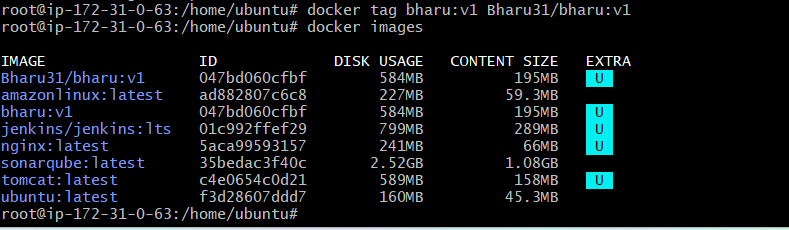 root@ip-172-31-0-63:/home/ubuntu# docker tag bharu:v1 Bharu31/bharu:v1
root@ip-172-31-0-63:/home/ubuntu# docker images
IMAGE ID DISK USAGE CONTENT SIZE EXTRA
Bharu31/bharu:v1 047bd060cfbf 584MB 195MB U
amazonlinux:latest ad882807c6c8 227MB 59.3MB
bharu:v1 047bd060cfbf 584MB 195MB U
jenkins/jenkins:lts 01c992ffef29 799MB 289MB U
nginx:latest 5aca99593157 241MB 66MB U
sonarqube:latest 35bedac3f40c 2.52GB 1.08GB
tomcat:latest c4e0654c0d21 589MB 158MB U
ubuntu:latest f3d28607ddd7 160MB 45.3MB
root@ip-172-31-0-63:/home/ubuntu#